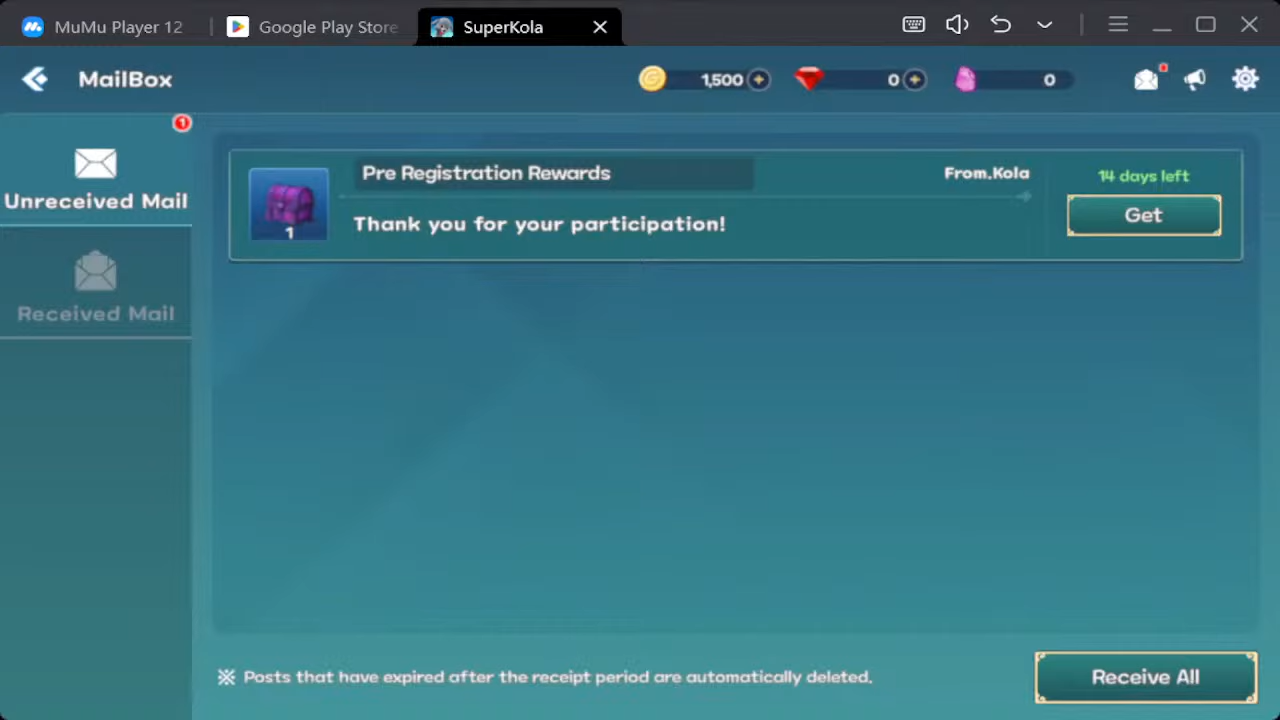 MuMu Player 12
Google Play Store
SuperKola
MailBox
1,500
0
0
1
Unreceived Mail
Received Mail
Pre Registration Rewards
From.Kola
14 days left
1
Thank you for your participation!
Get
※ Posts that have expired after the receipt period are automatically deleted.
Receive All